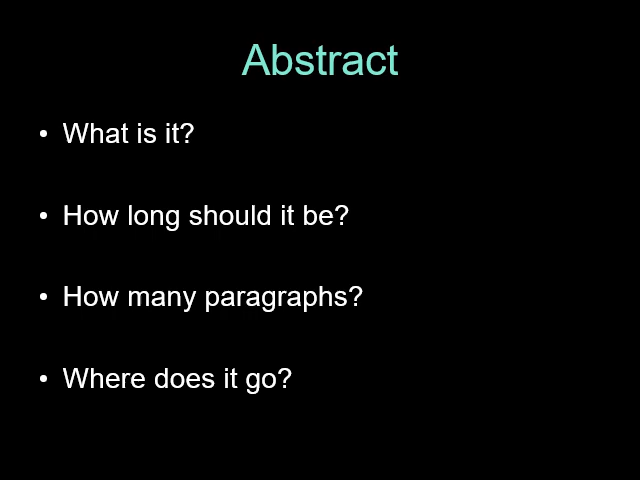 Abstract
• What is it?
• How long should it be?
• How many paragraphs?
• Where does it go?